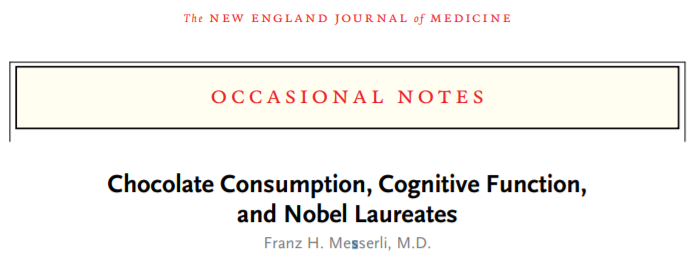 The NEW ENGLAND JOURNAL of MEDICINE
OCCASIONAL NOTES
Chocolate Consumption, Cognitive Function,
and Nobel Laureates
Franz H. Messerli, M.D.